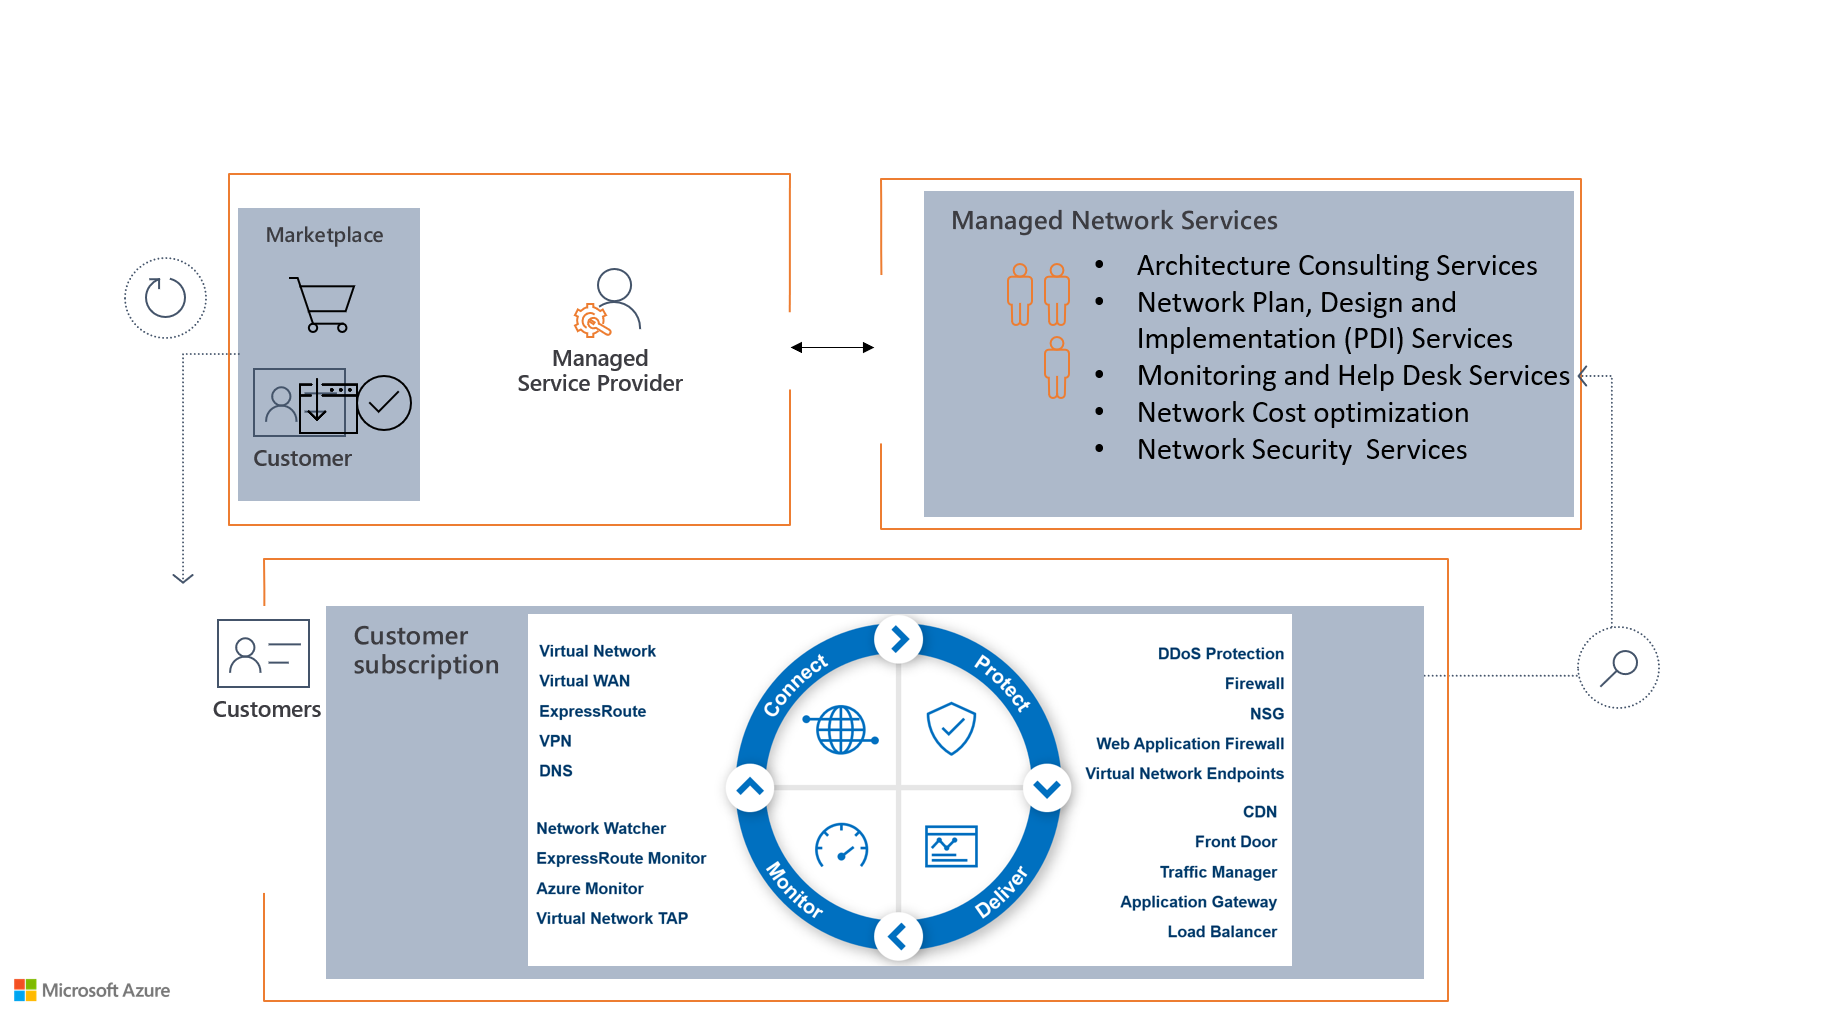 Marketplace
Customer
Managed
Service Provider
Managed Network Services
• Architecture Consulting Services
• Network Plan, Design and
Implementation (PDI) Services
• Monitoring and Help Desk Services
• Network Cost optimization
• Network Security  Services
Customers
Customer
subscription
Virtual Network
Virtual WAN
ExpressRoute
VPN
DNS
Network Watcher
ExpressRoute Monitor
Azure Monitor
Virtual Network TAP
Connect
Protect
Monitor
Deliver
DDoS Protection
Firewall
NSG
Web Application Firewall
Virtual Network Endpoints
CDN
Front Door
Traffic Manager
Application Gateway
Load Balancer
Microsoft Azure